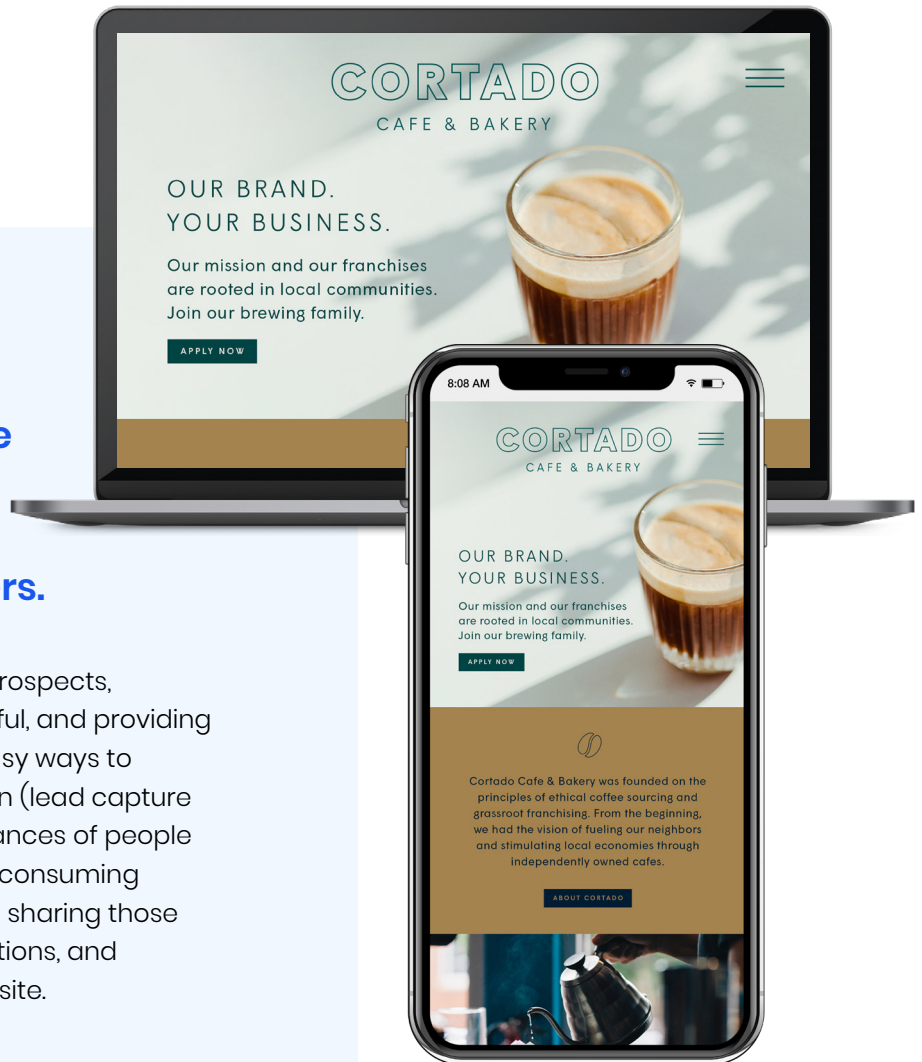 CORTADO
CAFE & BAKERY
OUR BRAND.
YOUR BUSINESS.
Our mission and our franchises
are rooted in local communities.
Join our brewing family.
APPLY NOW
8:08 AM
CORTADO
CAFE & BAKERY
OUR BRAND.
YOUR BUSINESS.
Our mission and our franchises
are rooted in local communities.
Join our brewing family.
APPLY NOW
Cortado Cafe & Bakery was founded on the
principles of ethical coffee sourcing and
grassroot franchising. From the beginning,
we had the vision of fueling our neighbors
and stimulating local economies through
independently owned cafes.
ABOUT CORTADO
e
rs.
rospects,
ful, and providing
sy ways to
n (lead capture
ances of people
consuming
sharing those
tions, and
site.